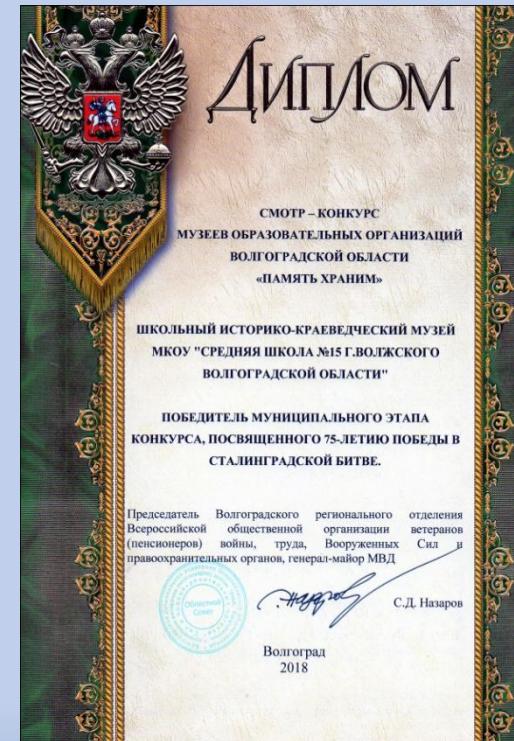 ДИПЛОМ
СМОТР – КОНКУРС
МУЗЕЕВ ОБРАЗОВАТЕЛЬНЫХ ОРГАНИЗАЦИЙ
ВОЛГОГРАДСКОЙ ОБЛАСТИ
«ПАМЯТЬ ХРАНИМ»
ШКОЛЬНЫЙ ИСТОРИКО-КРАЕВЕДЧЕСКИЙ МУЗЕЙ
МКОУ "СРЕДНЯЯ ШКОЛА №15 Г.ВОЛЖСКОГО
ВОЛГОГРАДСКОЙ ОБЛАСТИ"
ПОБЕДИТЕЛЬ МУНИЦИПАЛЬНОГО ЭТАПА
КОНКУРСА, ПОСВЯЩЕННОГО 75-ЛЕТИЮ ПОБЕДЫ В
СТАЛИНГРАДСКОЙ БИТВЕ.
Председатель Волгоградского регионального отделения
Всероссийской общественной организации ветеранов
(пенсионеров) войны, труда, Вооруженных Сил и
правоохранительных органов, генерал-майор МВД
Областной
Совет
С.Д. Назаров
Волгоград
2018